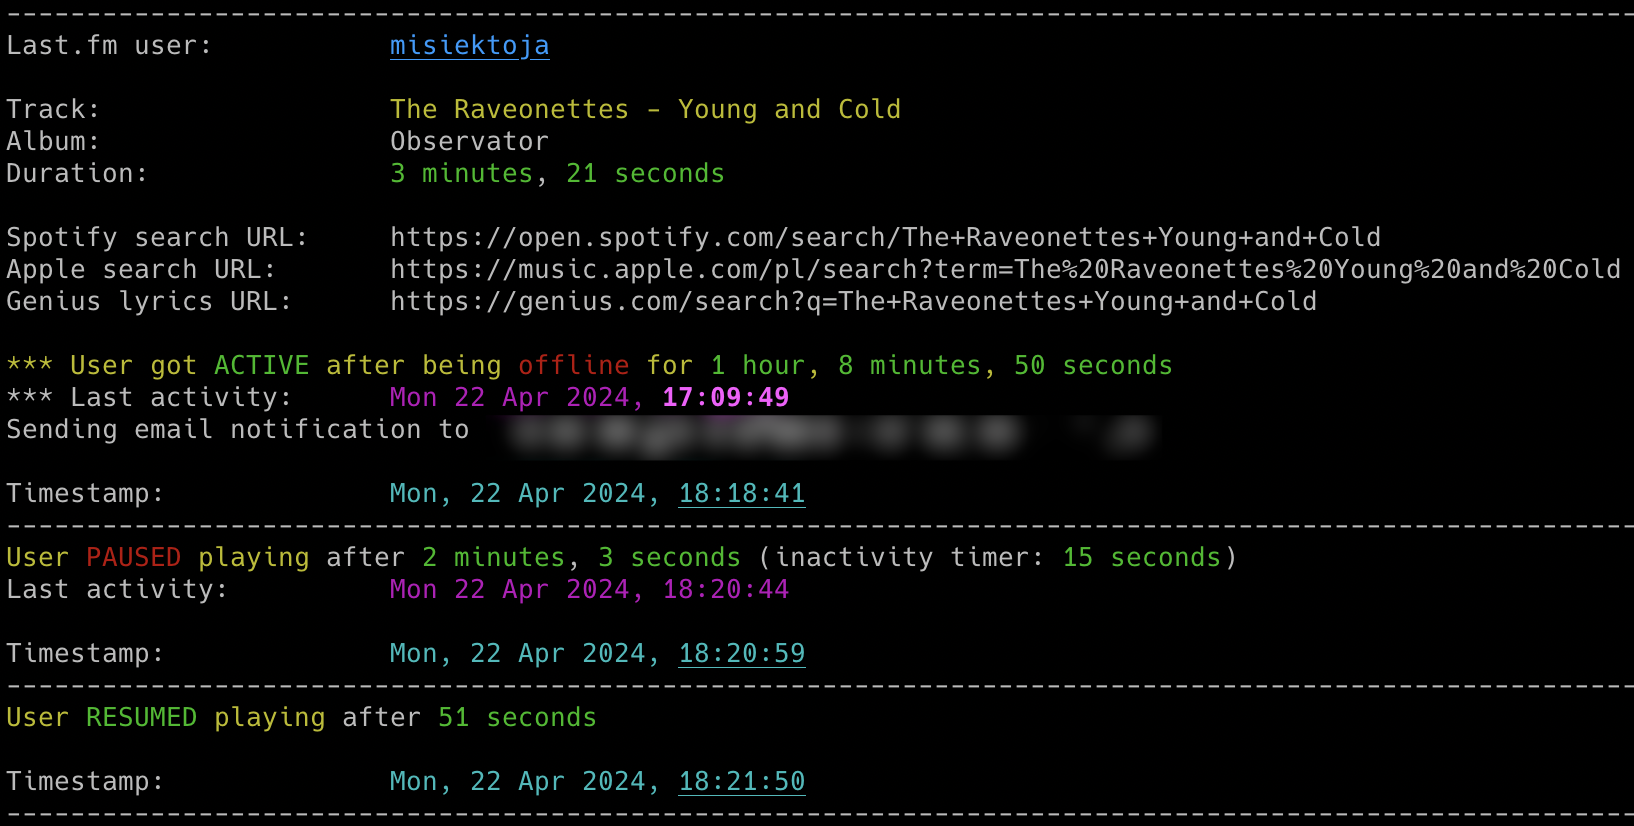 --------------------------------------------------------------------------------
Last.fm user: misiektoja
Track: The Raveonettes - Young and Cold
Album: Observator
Duration: 3 minutes, 21 seconds
Spotify search URL: https://open.spotify.com/search/The+Raveonettes+Young+and+Cold
Apple search URL: https://music.apple.com/pl/search?term=The%20Raveonettes%20Young%20and%20Cold
Genius lyrics URL: https://genius.com/search?q=The+Raveonettes+Young+and+Cold
*** User got ACTIVE after being offline for 1 hour, 8 minutes, 50 seconds
*** Last activity: Mon 22 Apr 2024, 17:09:49
Sending email notification to
Timestamp: Mon, 22 Apr 2024, 18:18:41
--------------------------------------------------------------------------------
User PAUSED playing after 2 minutes, 3 seconds (inactivity timer: 15 seconds)
Last activity: Mon 22 Apr 2024, 18:20:44
Timestamp: Mon, 22 Apr 2024, 18:20:59
--------------------------------------------------------------------------------
User RESUMED playing after 51 seconds
Timestamp: Mon, 22 Apr 2024, 18:21:50
--------------------------------------------------------------------------------